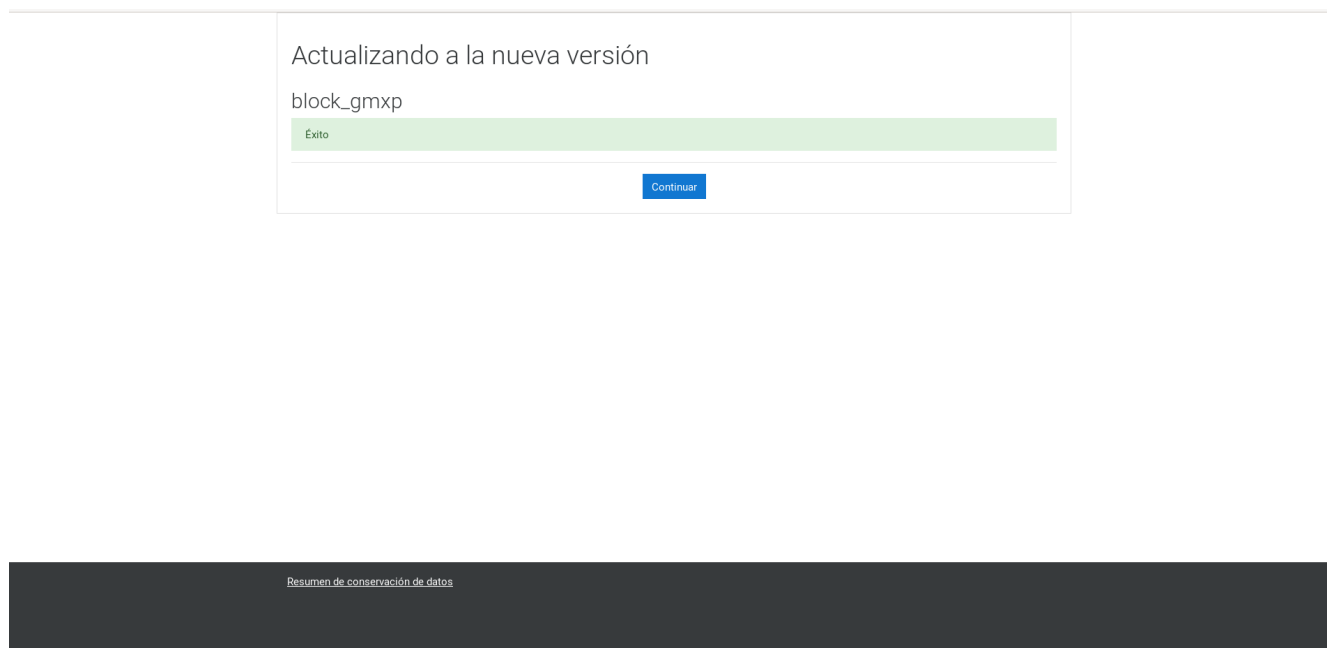 Actualizando a la nueva versión
block_gmxp
Éxito
Continuar
Resumen de conservación de datos